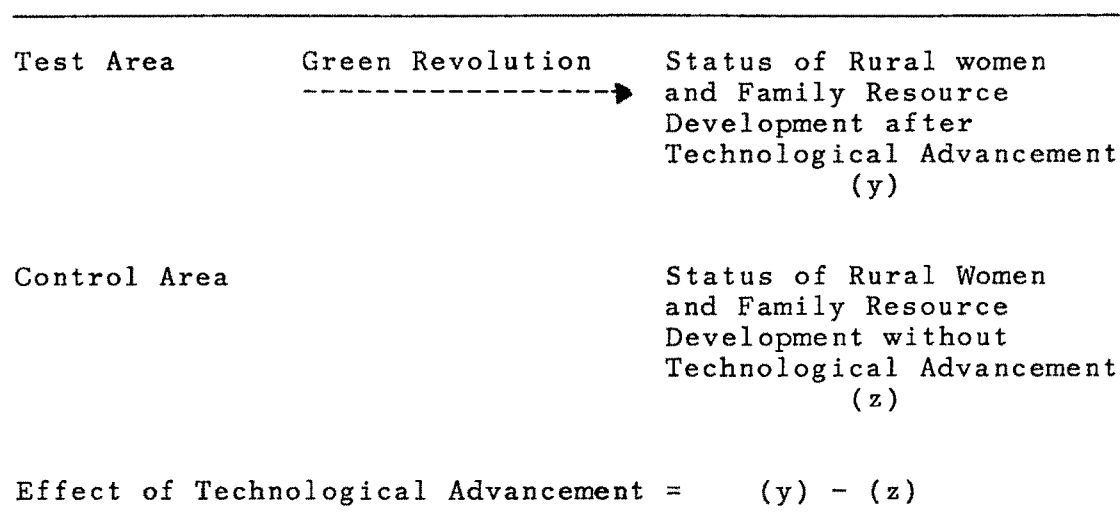 Test Area Green Revolution Status of Rural women
and Family Resource
Development after
Technological Advancement
(y)
Control Area Status of Rural Women
and Family Resource
Development without
Technological Advancement
(z)
Effect of Technological Advancement = (y) - (z)